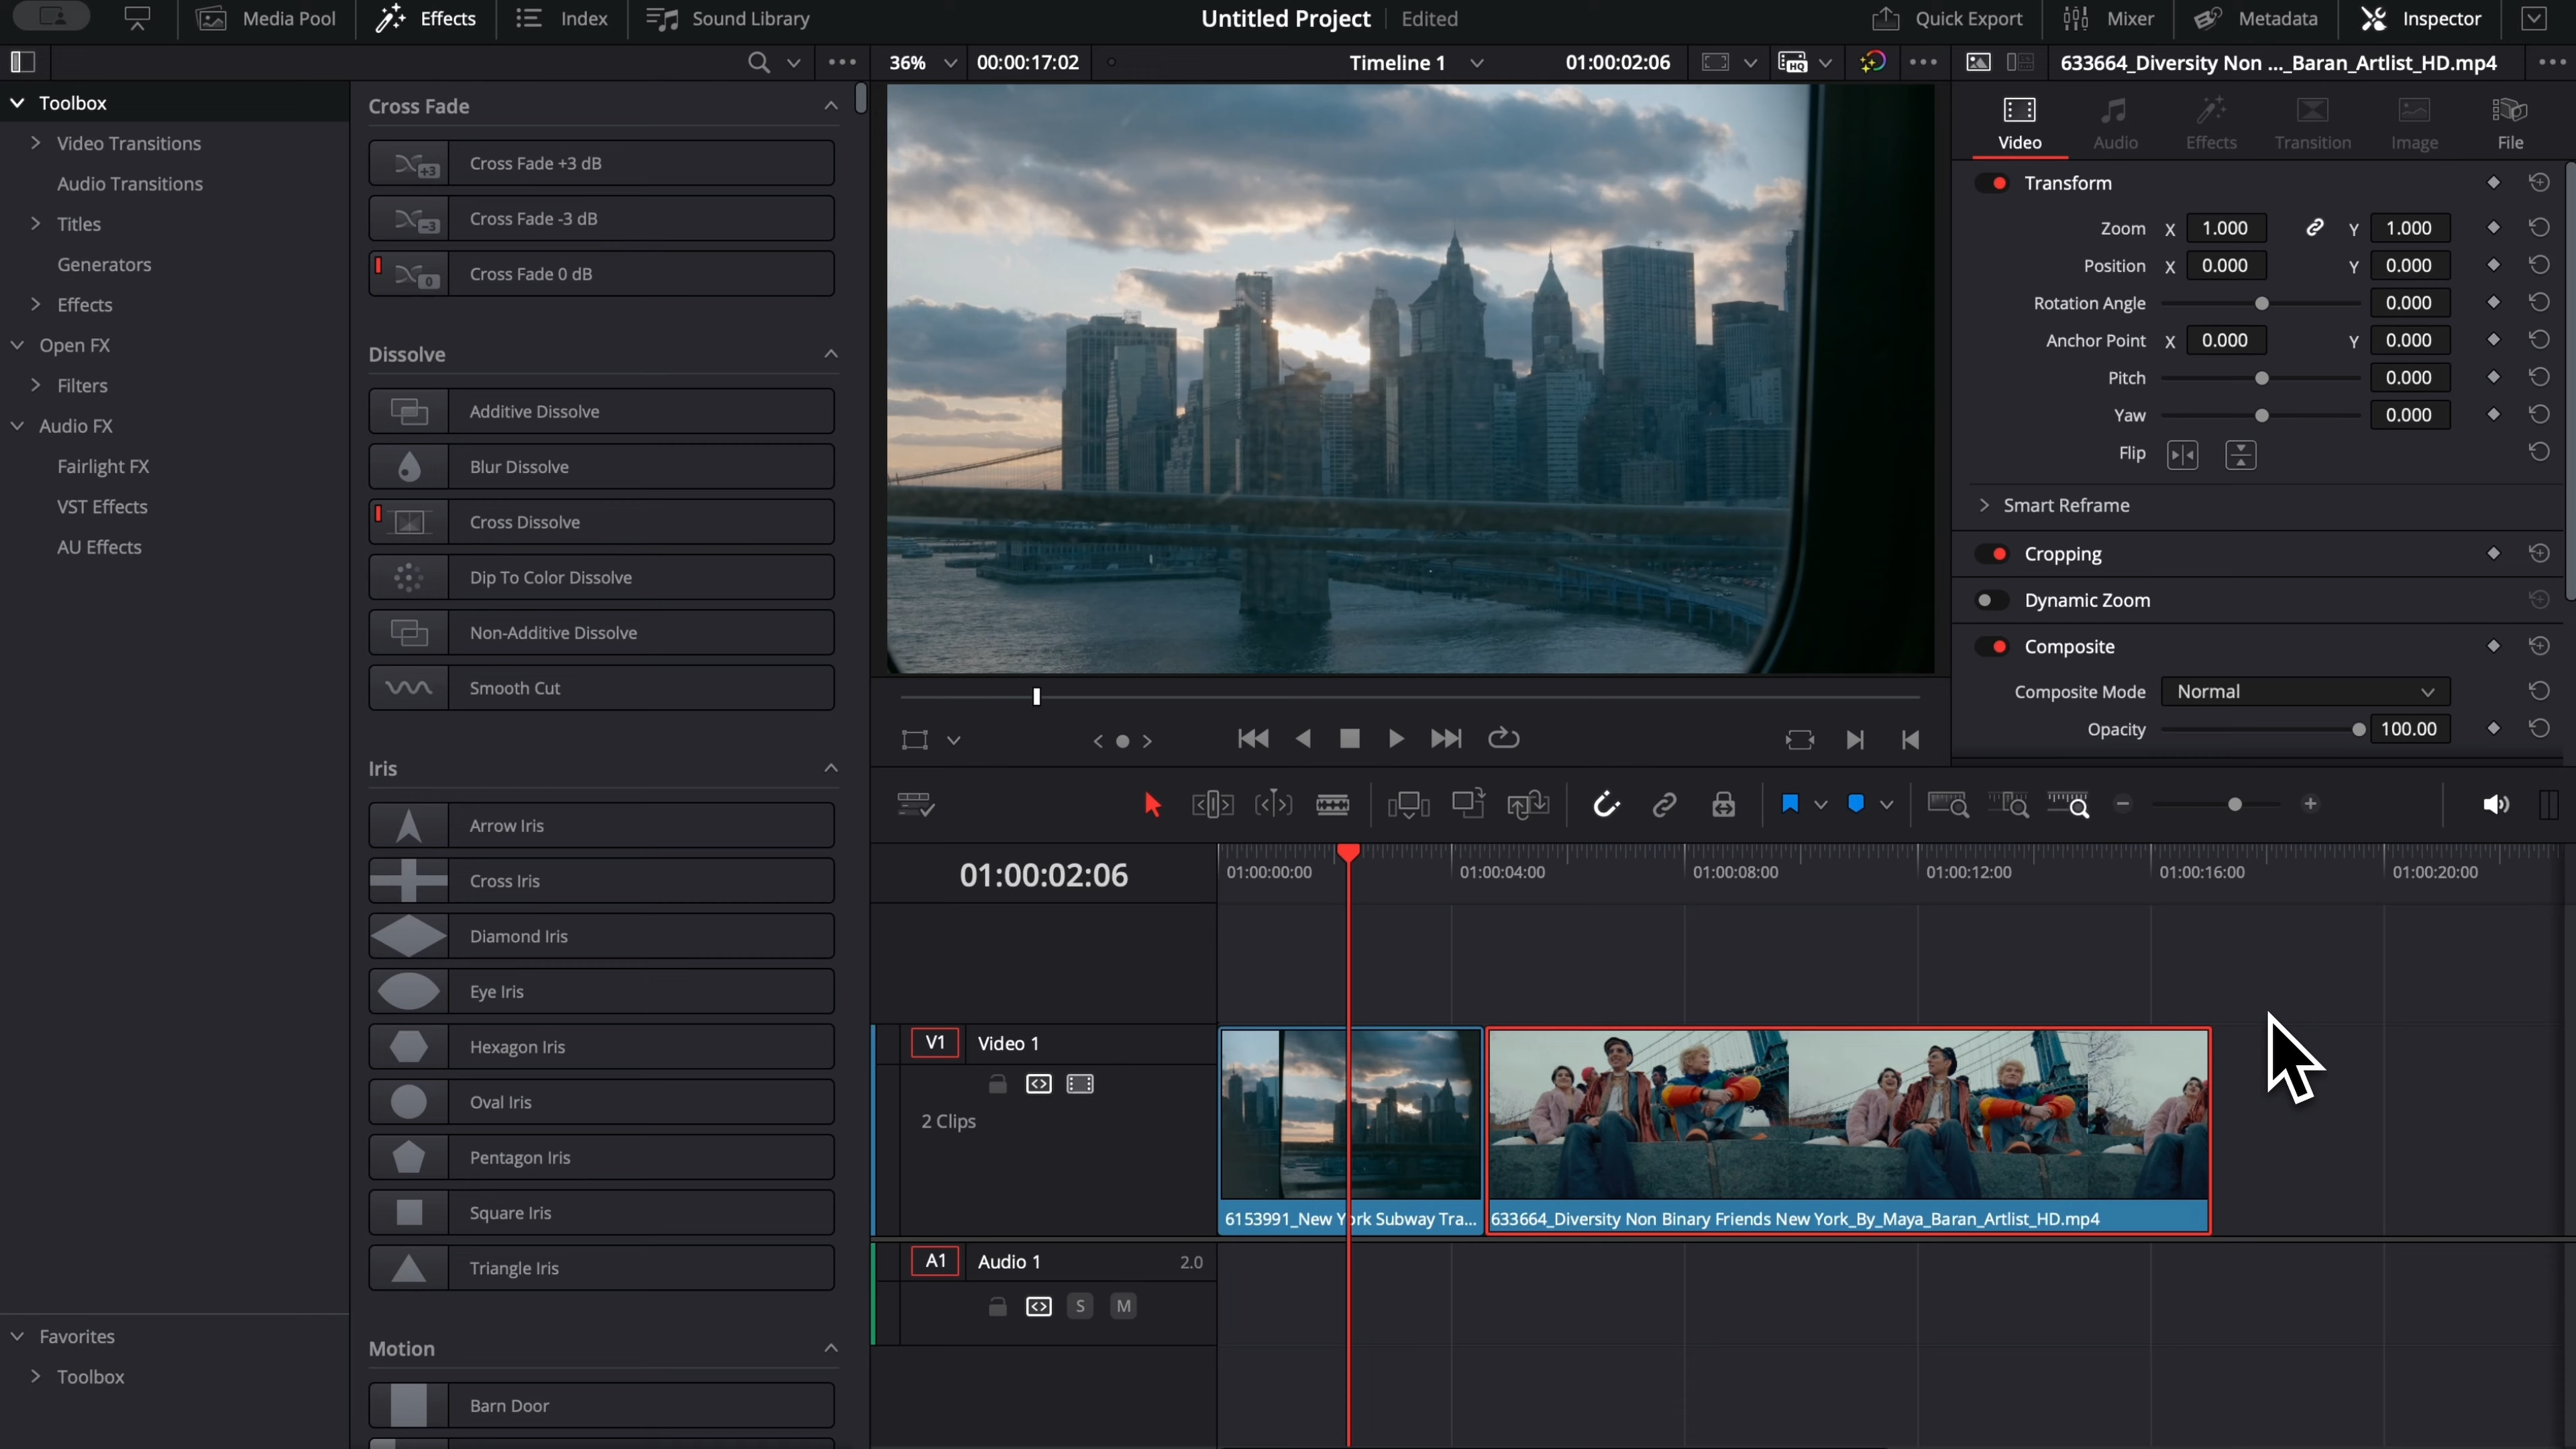 Media Pool
Effects
Index
Sound Library
Untitled Project
Edited
Quick Export
Mixer
Metadata
Inspector
36%
00:00:17:02
Timeline 1
01:00:02:06
HQ
633664_Diversity Non ..._Baran_Artlist_HD.mp4
Toolbox
Video Transitions
Audio Transitions
Titles
Generators
Effects
Open FX
Filters
Audio FX
Fairlight FX
VST Effects
AU Effects
Favorites
Toolbox
Cross Fade
+3 Cross Fade +3 dB
-3 Cross Fade -3 dB
0 Cross Fade 0 dB
Dissolve
Additive Dissolve
Blur Dissolve
Cross Dissolve
Dip To Color Dissolve
Non-Additive Dissolve
Smooth Cut
Iris
Arrow Iris
Cross Iris
Diamond Iris
Eye Iris
Hexagon Iris
Oval Iris
Pentagon Iris
Square Iris
Triangle Iris
Motion
Barn Door
Video
Audio
Effects
Transition
Image
File
Transform
Zoom X 1.000 Y 1.000
Position X 0.000 Y 0.000
Rotation Angle 0.000
Anchor Point X 0.000 Y 0.000
Pitch 0.000
Yaw 0.000
Flip
Smart Reframe
Cropping
Dynamic Zoom
Composite
Composite Mode Normal
Opacity 100.00
01:00:02:06
01:00:00:00
01:00:04:00
01:00:08:00
01:00:12:00
01:00:16:00
01:00:20:00
V1 Video 1
2 Clips
6153991_New York Subway Tra...
633664_Diversity Non Binary Friends New York_By_Maya_Baran_Artlist_HD.mp4
A1 Audio 1 2.0
S M